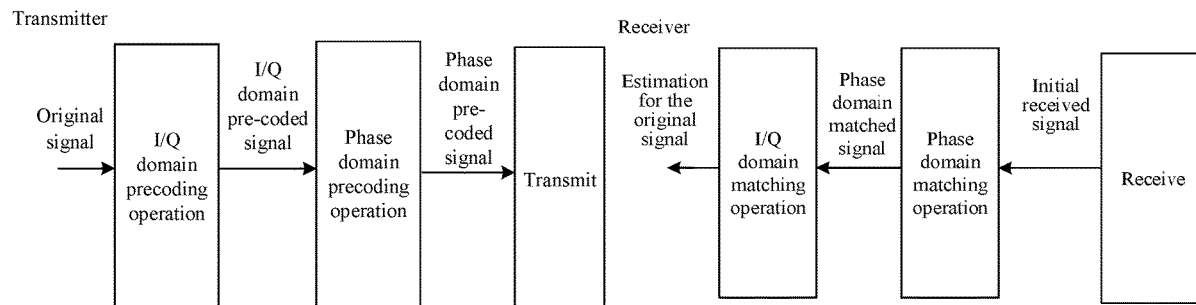 Transmitter
Original
signal
I/Q
domain
precoding
operation
I/Q
domain
pre-coded
signal
Phase
domain
precoding
operation
Phase
domain
pre-
coded
signal
Transmit
Receiver
Estimation
for the
original
signal
I/Q
domain
matching
operation
Phase
domain
matched
signal
Phase
domain
matching
operation
Initial
received
signal
Receive